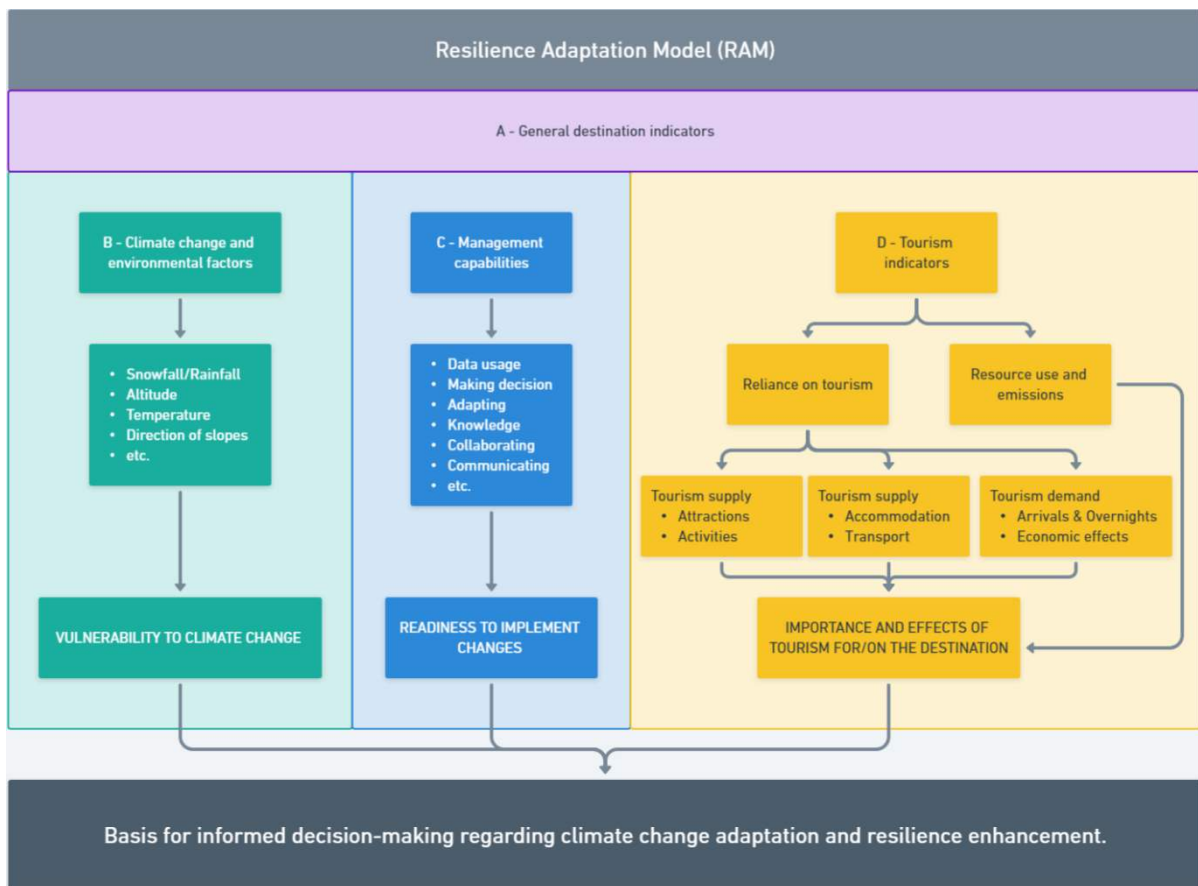 Resilience Adaptation Model (RAM)
A - General destination indicators
B - Climate change and
environmental factors
• Snowfall/Rainfall
• Altitude
• Temperature
• Direction of slopes
• etc.
VULNERABILITY TO CLIMATE CHANGE
C - Management
capabilities
• Data usage
• Making decision
• Adapting
• Knowledge
• Collaborating
• Communicating
• etc.
READINESS TO IMPLEMENT
CHANGES
D - Tourism
indicators
Reliance on tourism
Resource use and
emissions
Tourism supply
• Attractions
• Activities
Tourism supply
• Accommodation
• Transport
Tourism demand
• Arrivals & Overnights
• Economic effects
IMPORTANCE AND EFFECTS OF
TOURISM FOR/ON THE DESTINATION
Basis for informed decision-making regarding climate change adaptation and resilience enhancement.